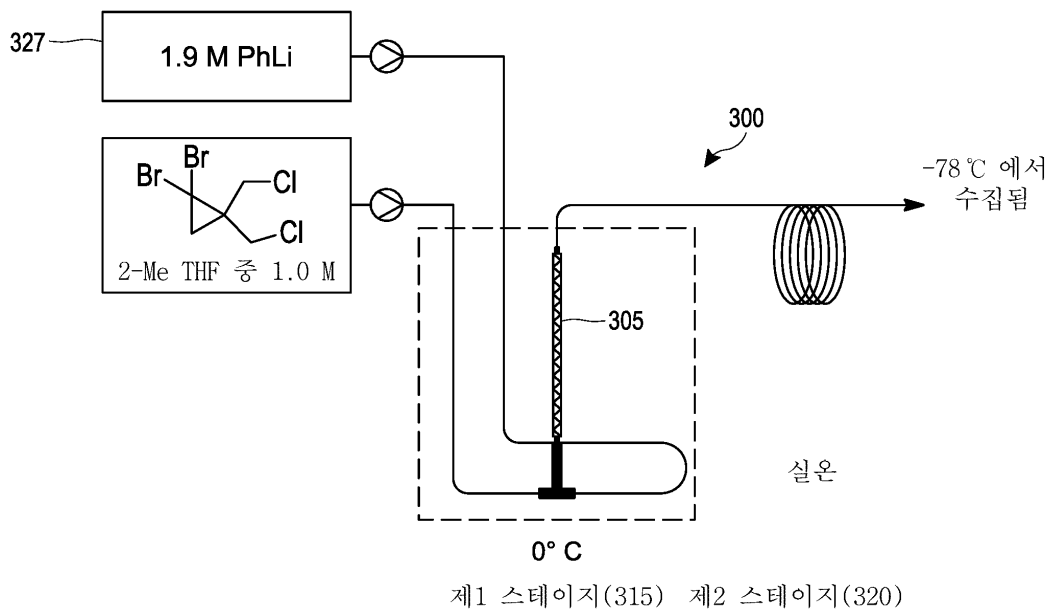 327
1.9 M PhLi
300
Br
Br
Cl
Cl
2-Me THF 중 1.0 M
-78℃ 에서
수집됨
305
실온
0° C
제1 스테이지(315) 제2 스테이지(320)